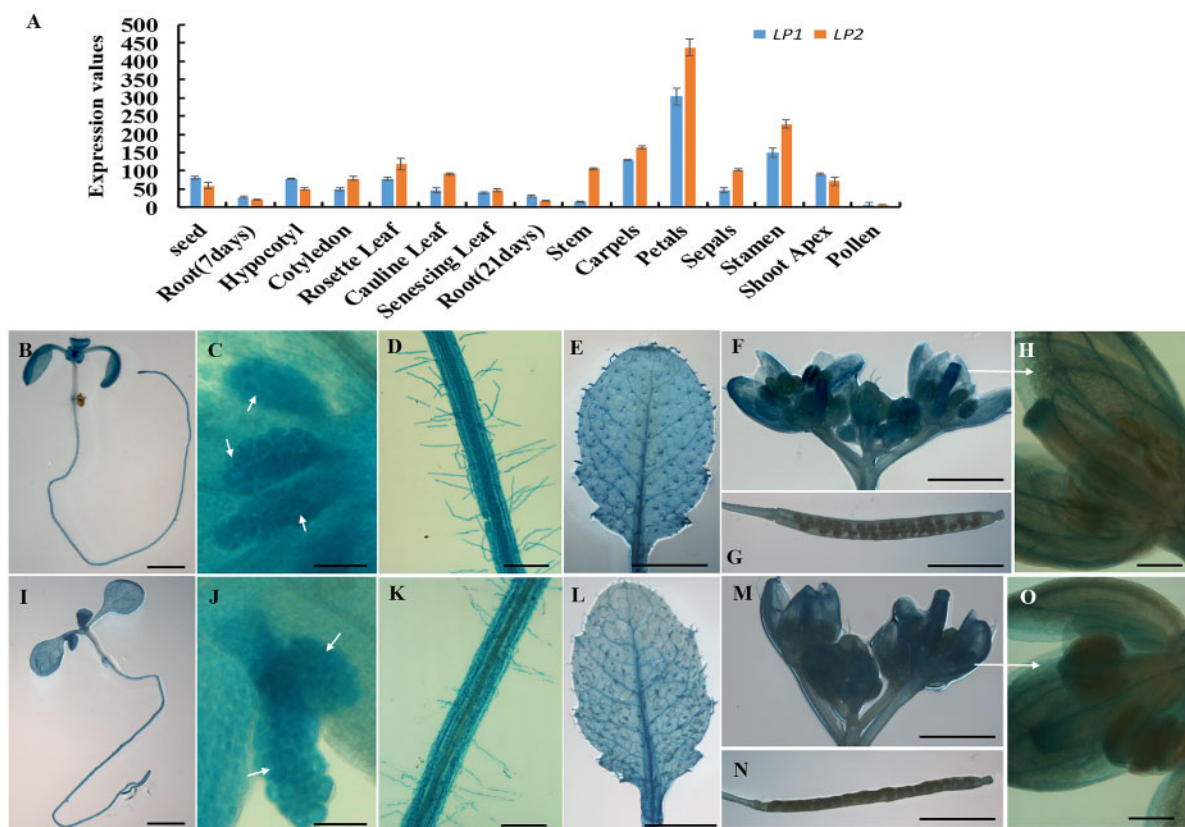 A
Expression values
500
450
400
350
300
250
200
150
100
50
0
LP1 LP2
seed
Root(7days)
Hypocotyl
Cotyledon
Rosette Leaf
Cauline Leaf
Senescing Leaf
Root(21days)
Stem
Carpels
Petals
Sepals
Stamen
Shoot Apex
Pollen
B C D E F H
G
I J K L M O
N